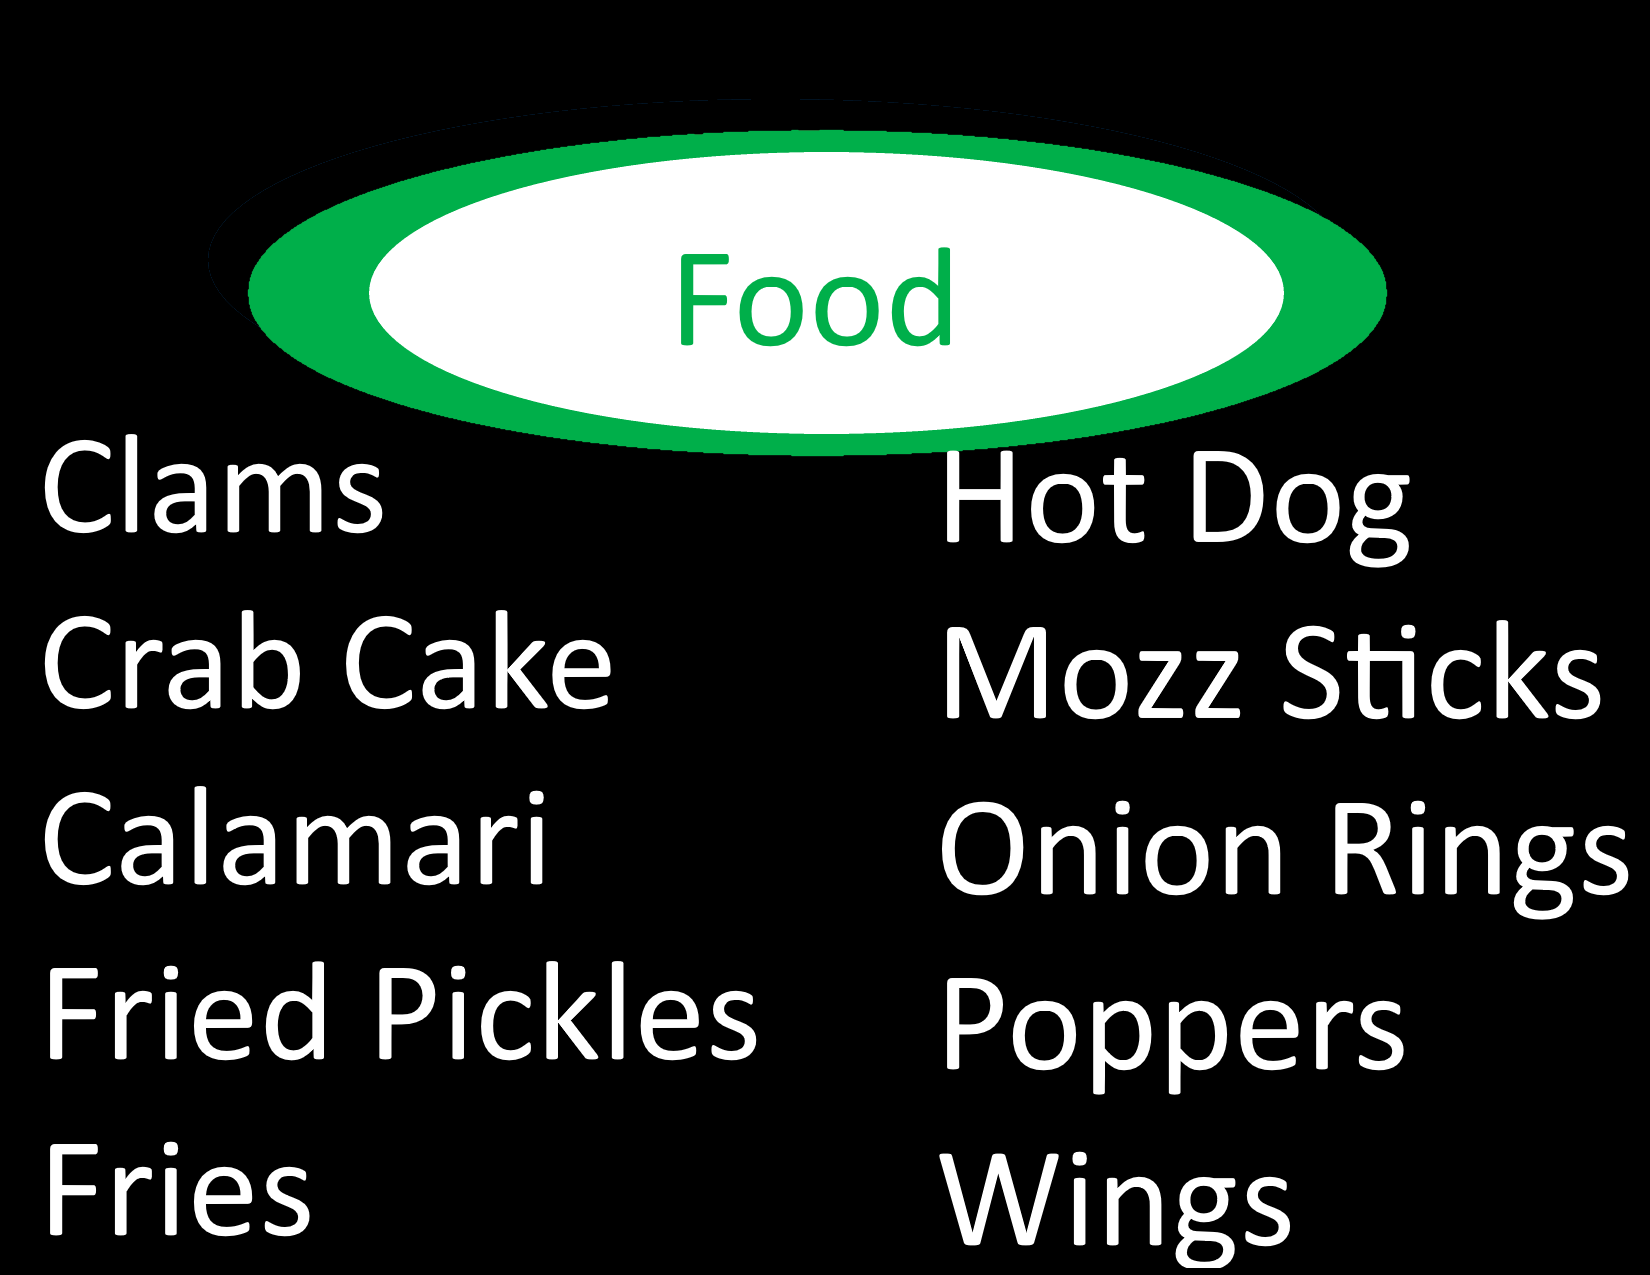 Food
Clams
Crab Cake
Calamari
Fried Pickles
Fries
Hot Dog
Mozz Sticks
Onion Rings
Poppers
Wings